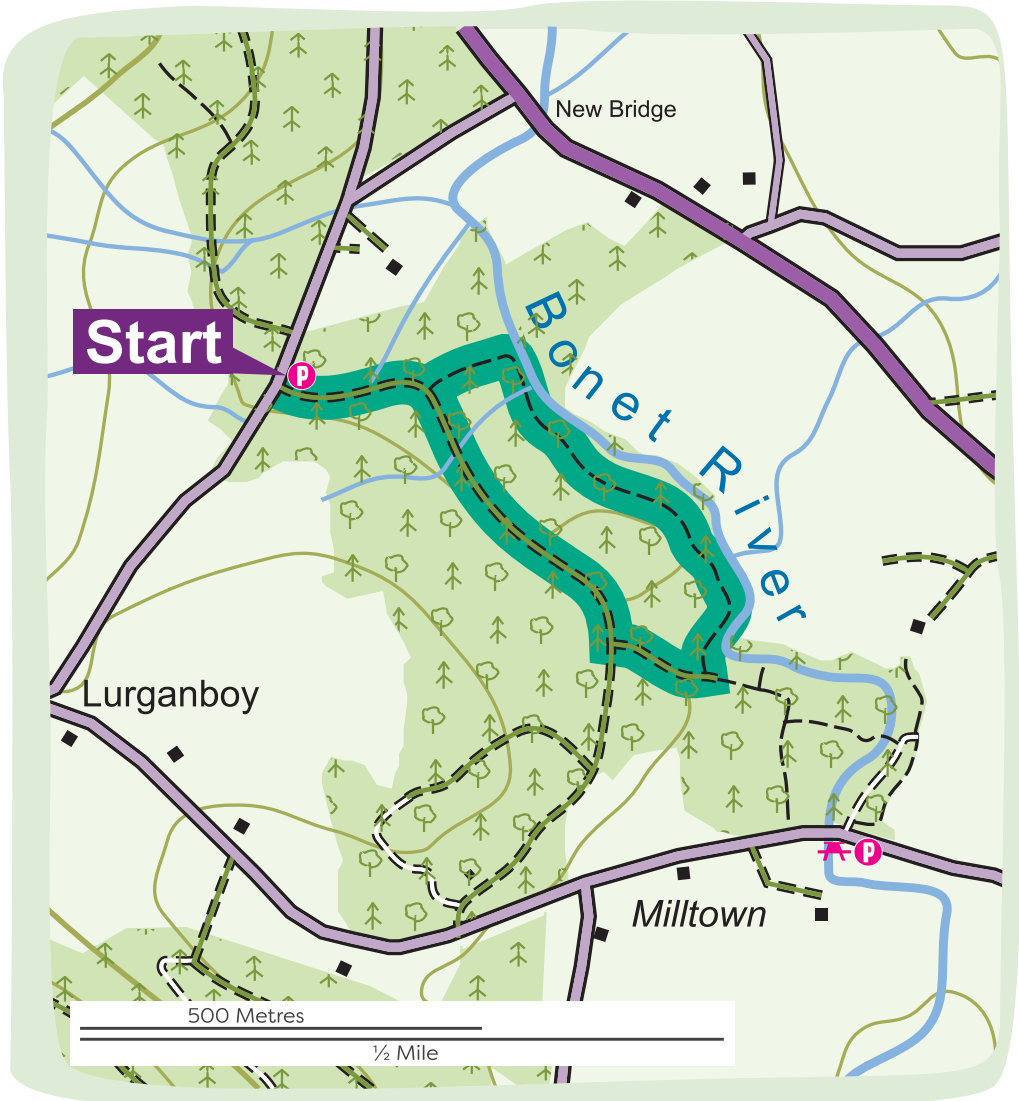 New Bridge
Start
P
Bonet River
Lurganboy
P
Milltown
500 Metres
½ Mile